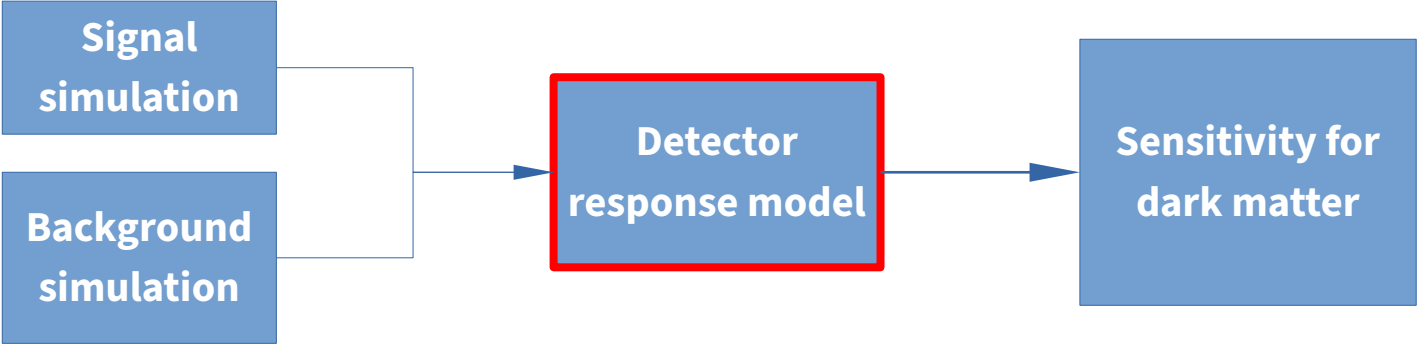 Signal
simulation
Background
simulation
Detector
response model
Sensitivity for
dark matter